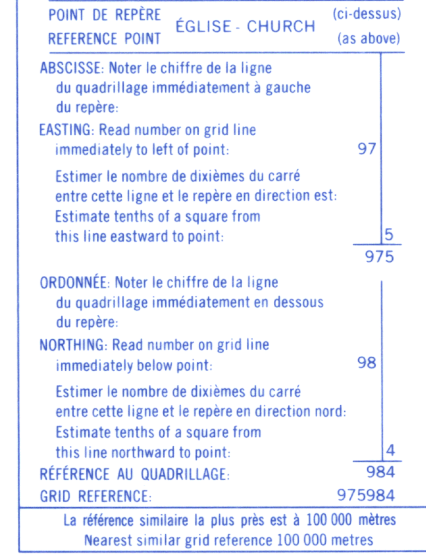 POINT DE REPÈRE ÉGLISE - CHURCH (ci-dessus)
REFERENCE POINT (as above)
ABSCISSE: Noter le chiffre de la ligne
du quadrillage immédiatement à gauche
du repère:
EASTING: Read number on grid line
immediately to left of point: 97
Estimer le nombre de dixièmes du carré
entre cette ligne et le repère en direction est:
Estimate tenths of a square from
this line eastward to point: 5
975
ORDONNÉE: Noter le chiffre de la ligne
du quadrillage immédiatement en dessous
du repère:
NORTHING: Read number on grid line
immediately below point: 98
Estimer le nombre de dixièmes du carré
entre cette ligne et le repère en direction nord:
Estimate tenths of a square from
this line northward to point: 4
RÉFÉRENCE AU QUADRILLAGE: 984
GRID REFERENCE: 975984
La référence similaire la plus près est à 100 000 mètres
Nearest similar grid reference 100 000 metres